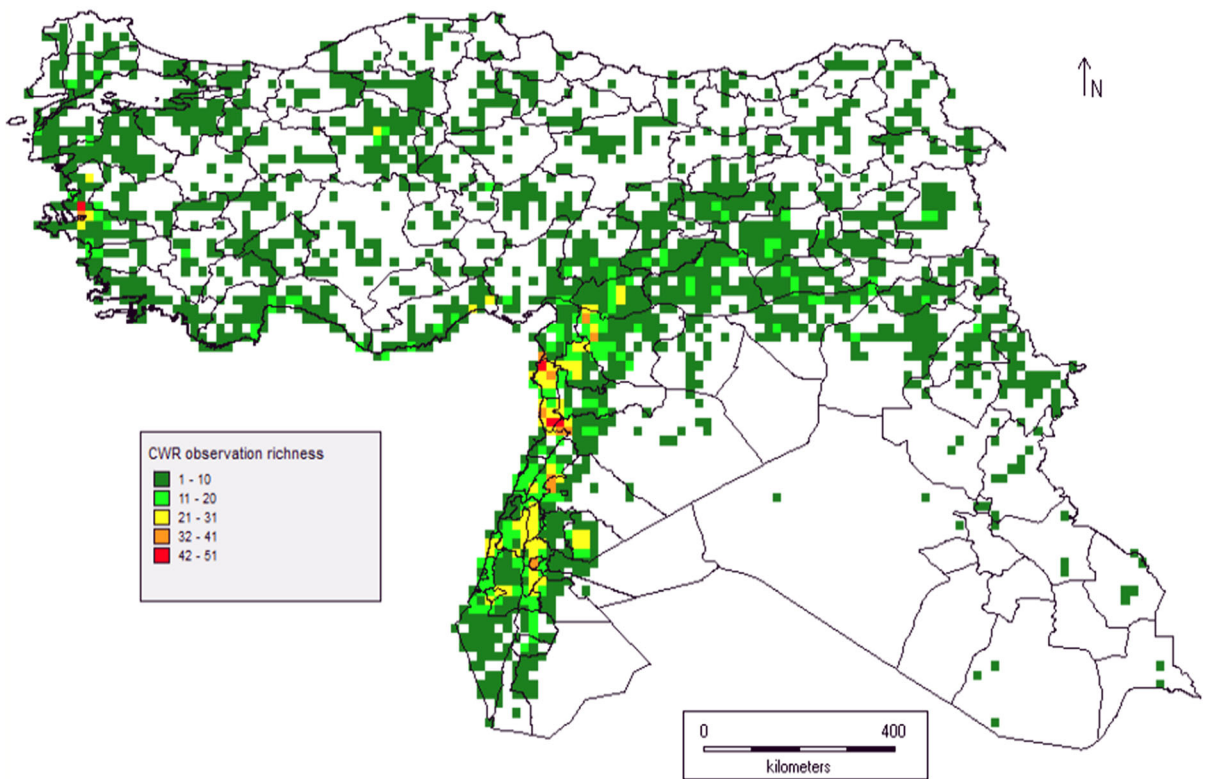 N
CWR observation richness
1 - 10
11 - 20
21 - 31
32 - 41
42 - 51
0 400
kilometers